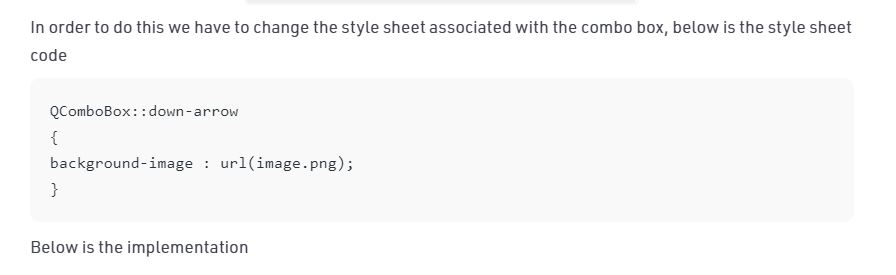 In order to do this we have to change the style sheet associated with the combo box, below is the style sheet
code
QComboBox::down-arrow
{
background-image : url(image.png);
}
Below is the implementation